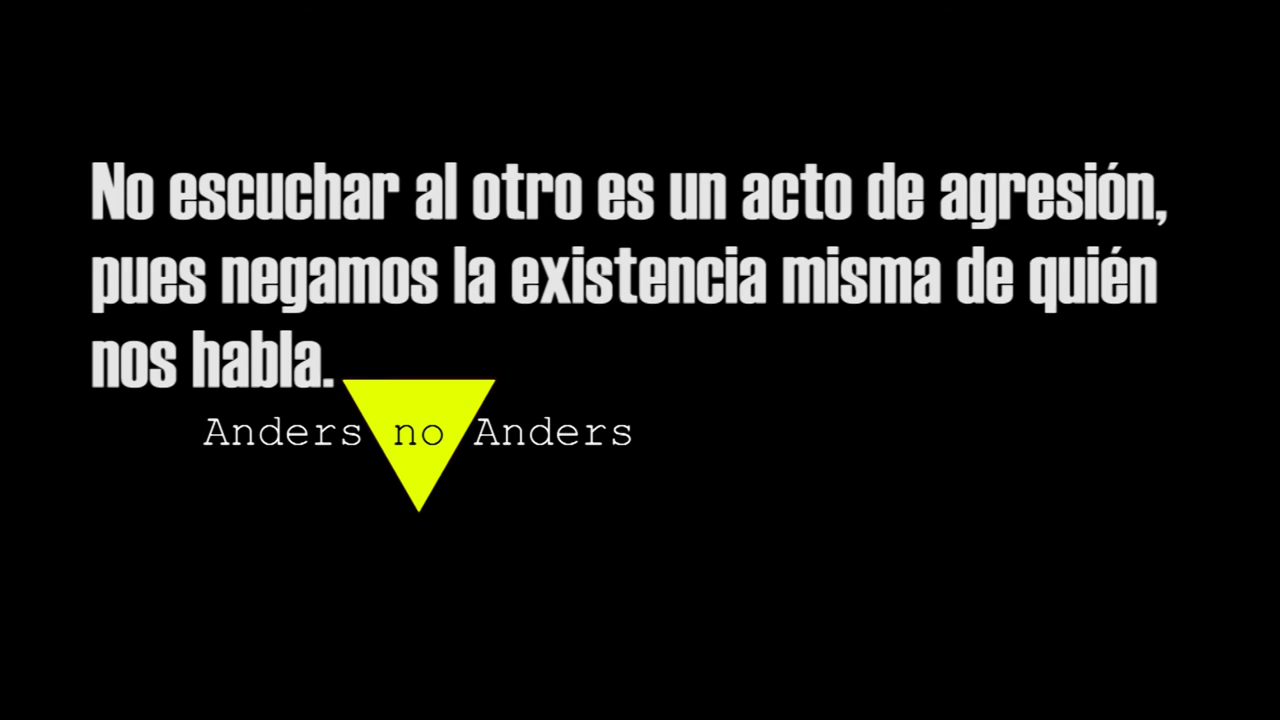 No escuchar al otro es un acto de agresión,
pues negamos la existencia misma de quién
nos habla.
Anders no Anders